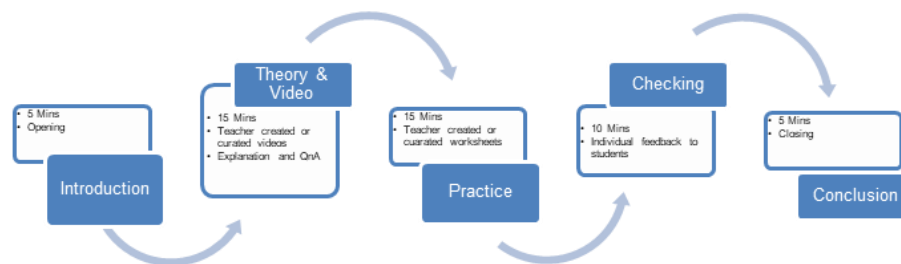 • 5 Mins
• Opening
Introduction
Theory &
Video
• 15 Mins
• Teacher created or
curated videos
• Explanation and QnA
• 15 Mins
• Teacher created or
cuarated worksheets
Practice
Checking
• 10 Mins
• Individual feedback to
students
• 5 Mins
• Closing
Conclusion